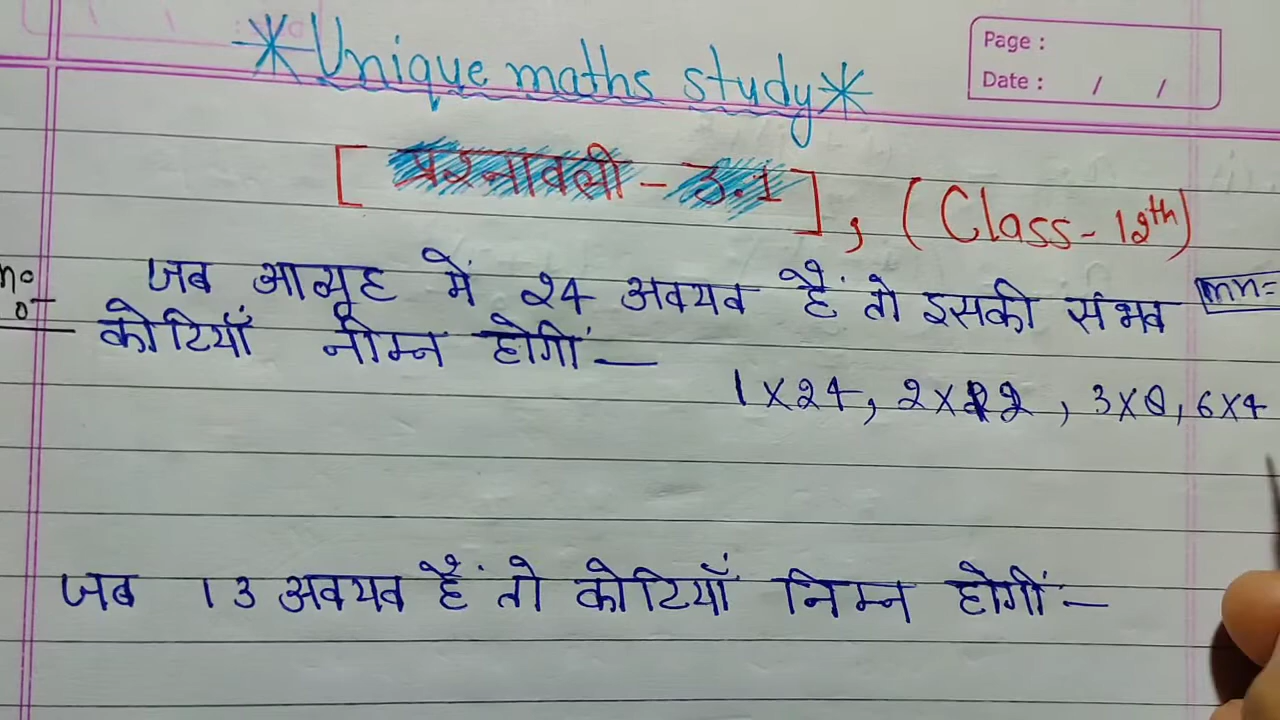 *Unique maths study*
Page :
Date : / /
[ प्रश्नावली - 3.1 ] , (Class - 12th)
जब आव्यूह में 24 अवयव हैं तो इसकी संभव mn=
कोटियाँ नीम्न होगीं —
1×24, 2×12 , 3×8, 6×4
जब 13 अवयव हैं तो कोटियाँ निम्न होगीं —